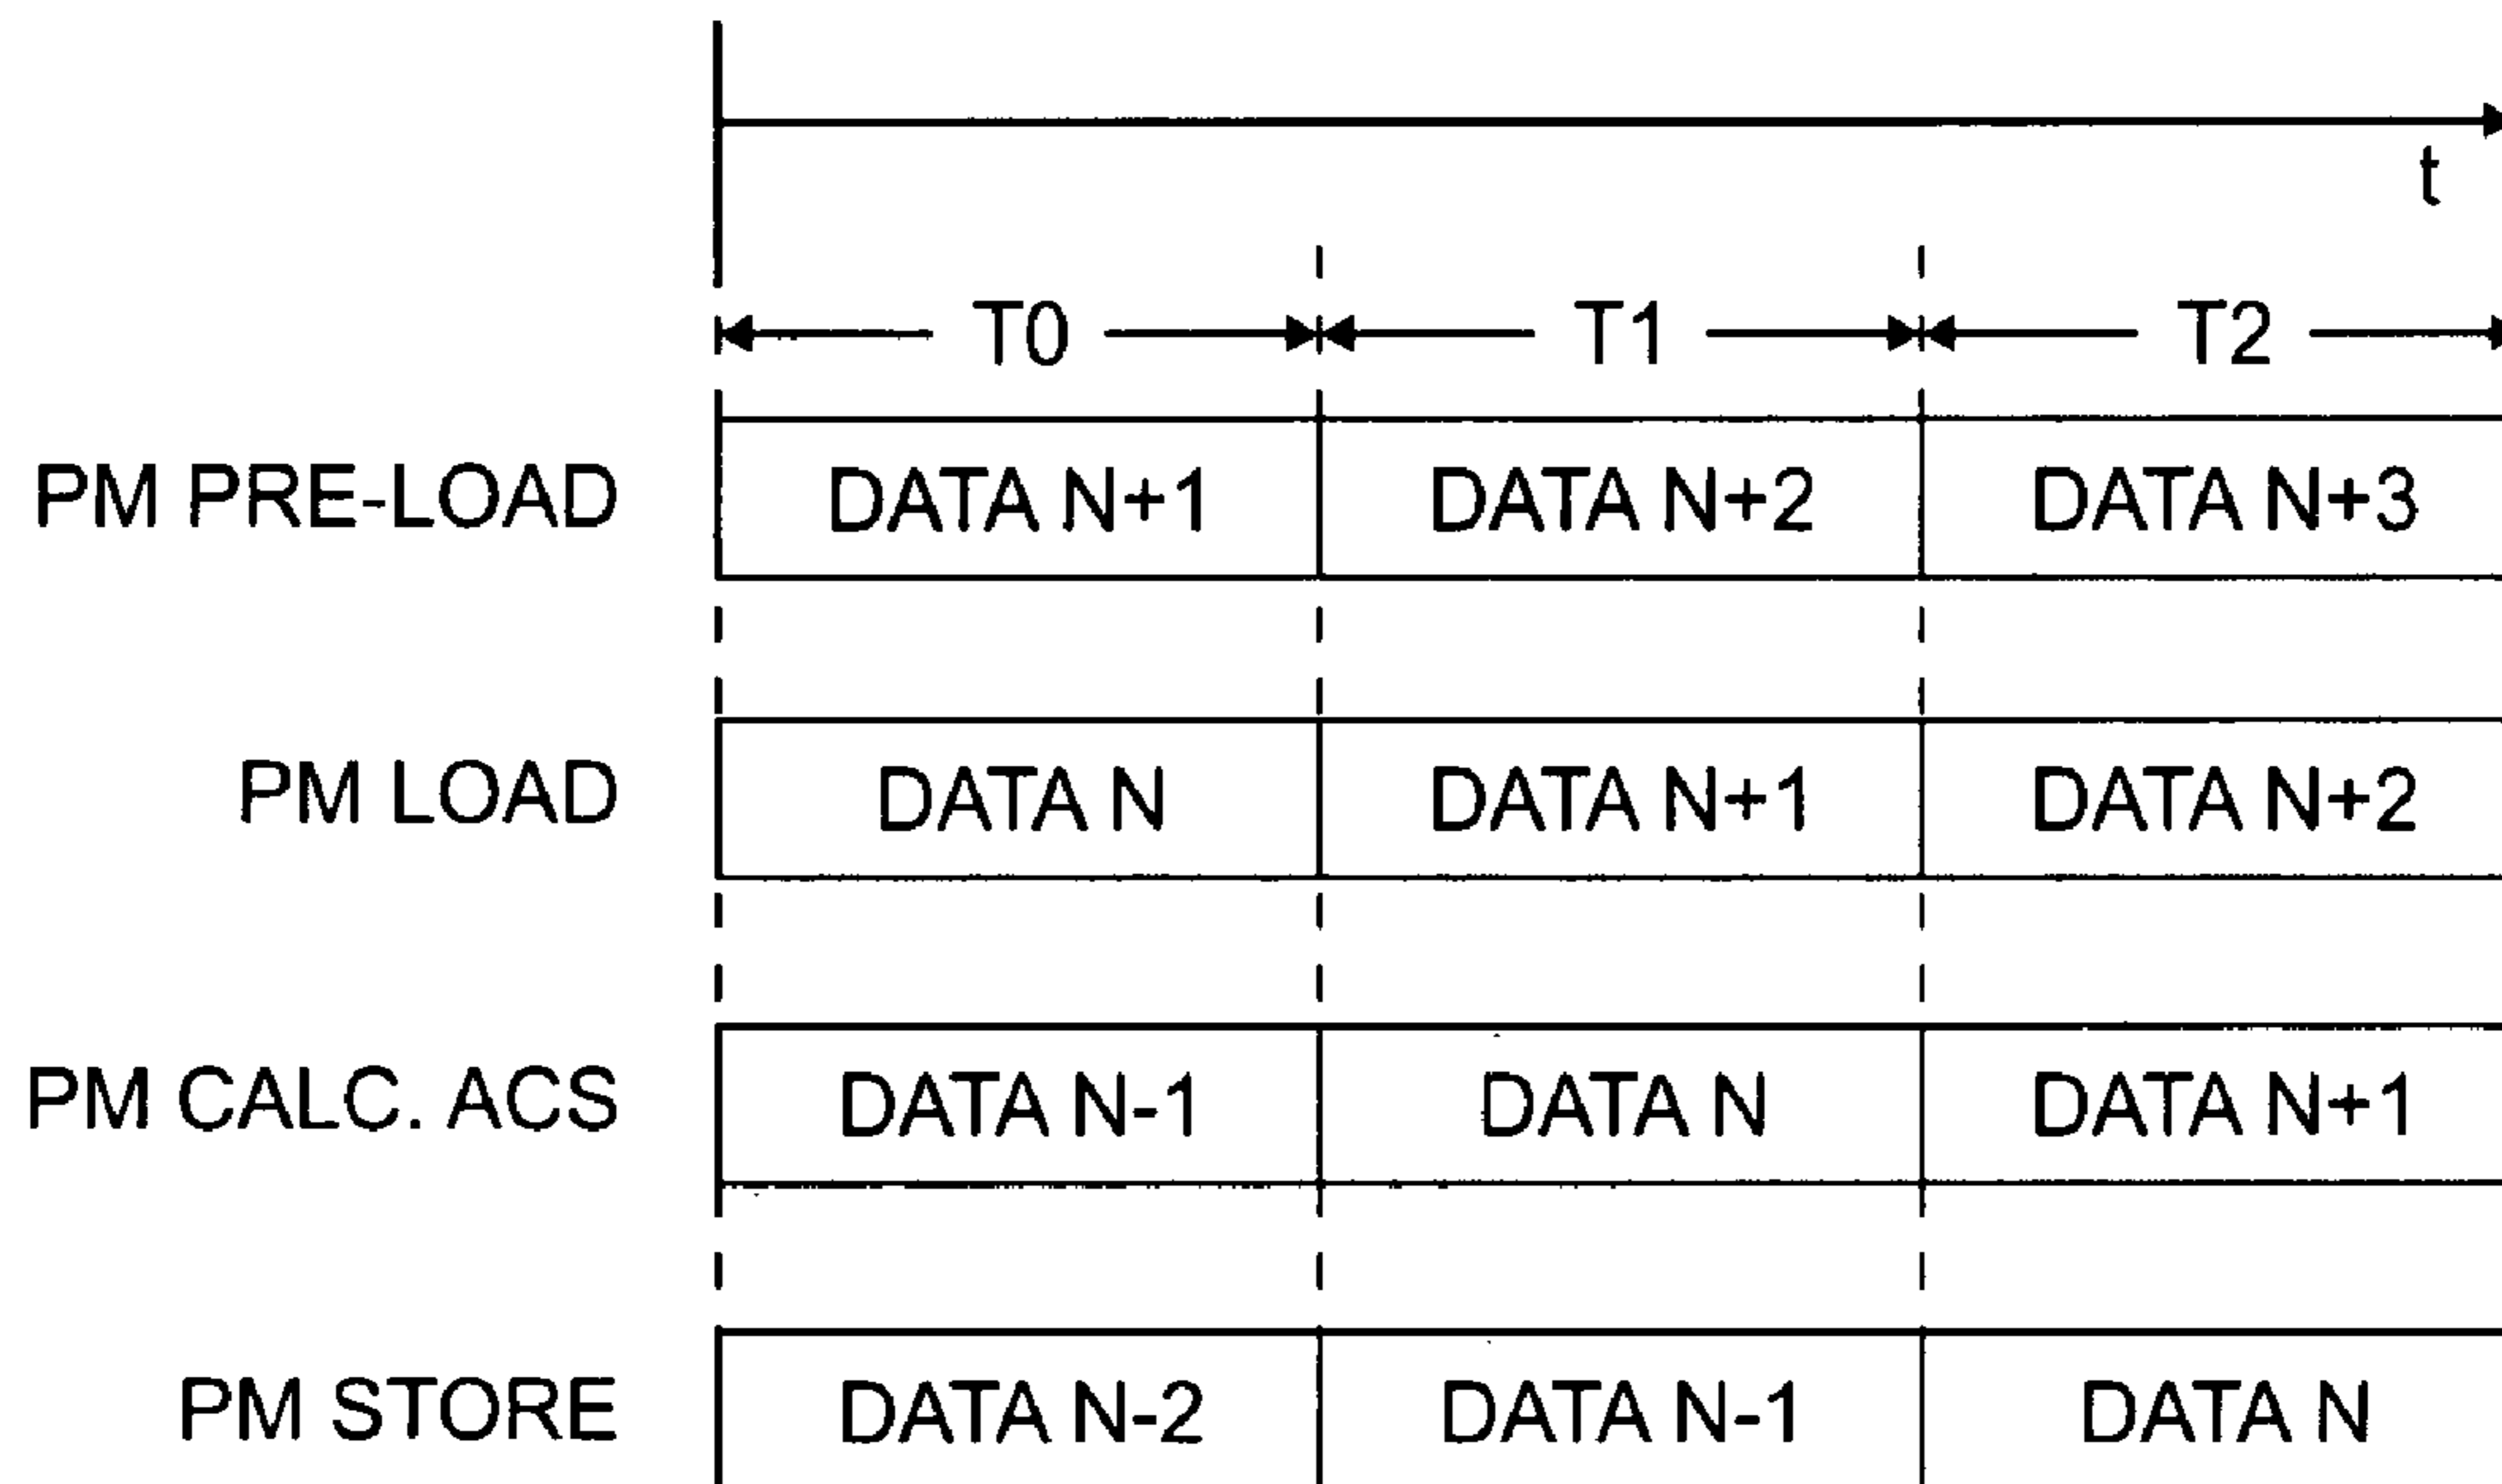 t
T0 T1 T2
PM PRE-LOAD DATA N+1 DATA N+2 DATA N+3
PM LOAD DATA N DATA N+1 DATA N+2
PM CALC. ACS DATA N-1 DATA N DATA N+1
PM STORE DATA N-2 DATA N-1 DATA N